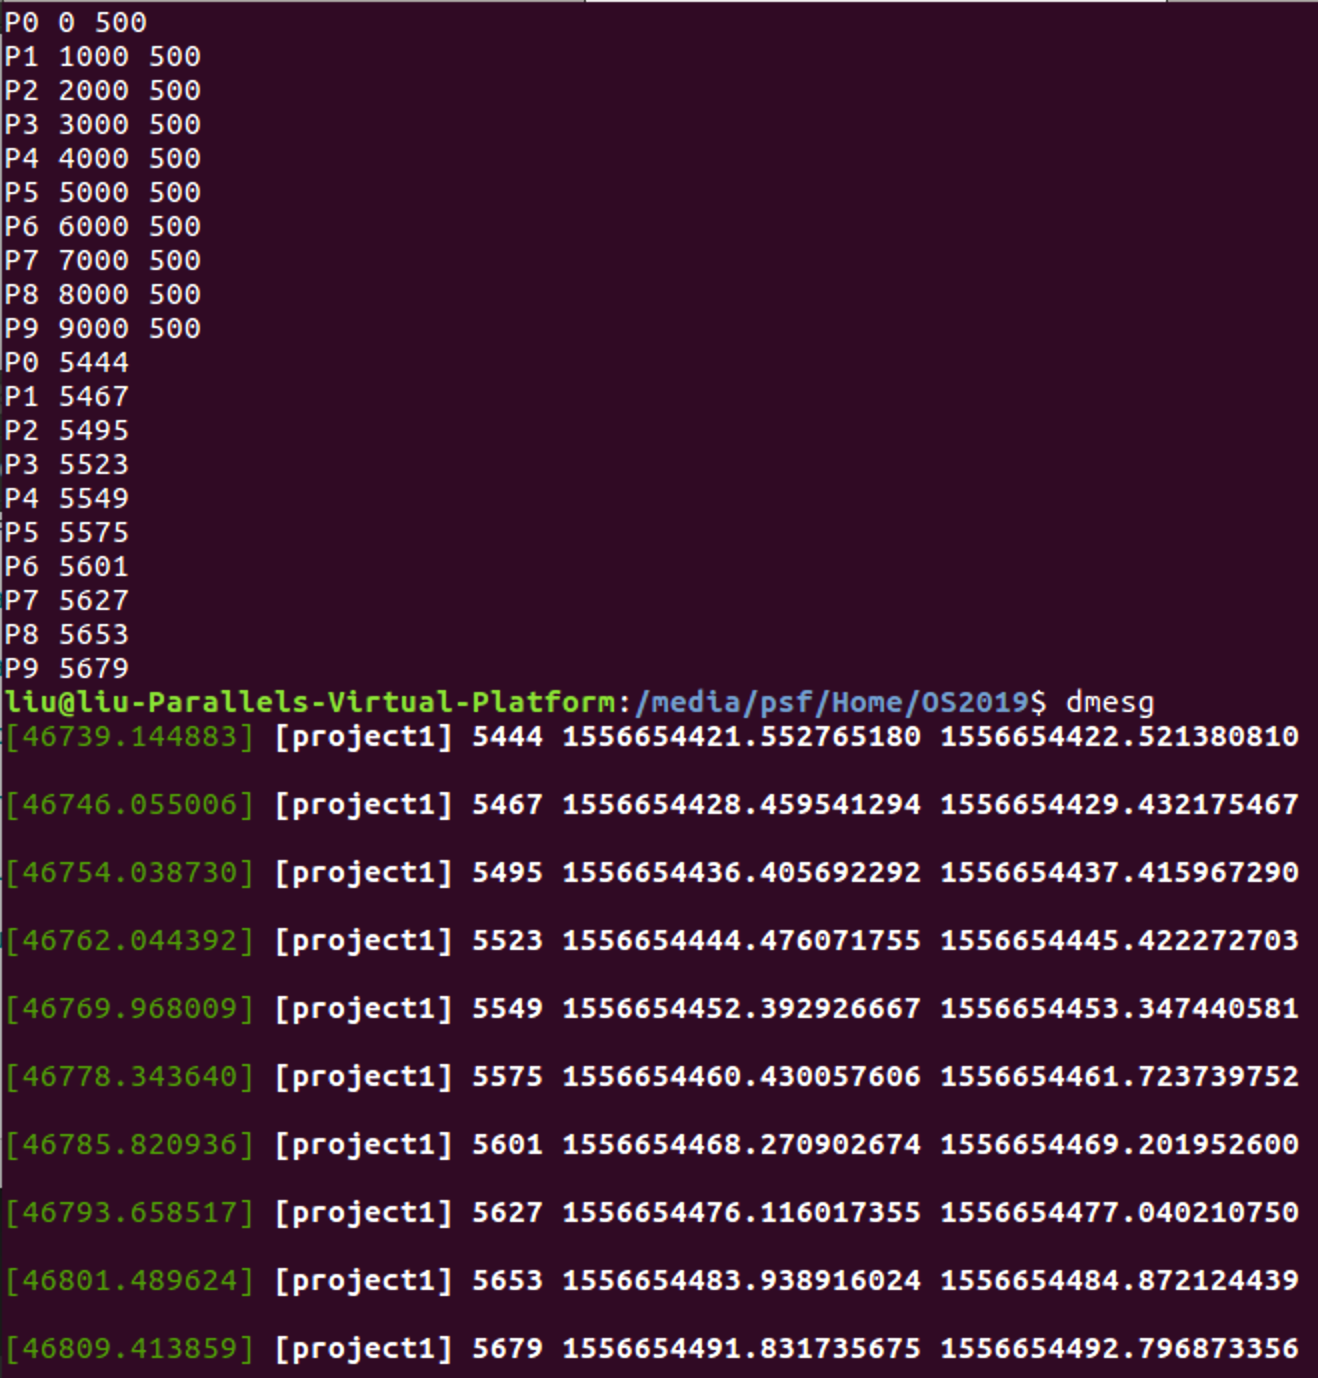 P0 0 500
P1 1000 500
P2 2000 500
P3 3000 500
P4 4000 500
P5 5000 500
P6 6000 500
P7 7000 500
P8 8000 500
P9 9000 500
P0 5444
P1 5467
P2 5495
P3 5523
P4 5549
P5 5575
P6 5601
P7 5627
P8 5653
P9 5679
liu@liu-Parallels-Virtual-Platform:/media/psf/Home/OS2019$ dmesg
[46739.144883] [project1] 5444 1556654421.552765180 1556654422.521380810
[46746.055006] [project1] 5467 1556654428.459541294 1556654429.432175467
[46754.038730] [project1] 5495 1556654436.405692292 1556654437.415967290
[46762.044392] [project1] 5523 1556654444.476071755 1556654445.422272703
[46769.968009] [project1] 5549 1556654452.392926667 1556654453.347440581
[46778.343640] [project1] 5575 1556654460.430057606 1556654461.723739752
[46785.820936] [project1] 5601 1556654468.270902674 1556654469.201952600
[46793.658517] [project1] 5627 1556654476.116017355 1556654477.040210750
[46801.489624] [project1] 5653 1556654483.938916024 1556654484.872124439
[46809.413859] [project1] 5679 1556654491.831735675 1556654492.796873356